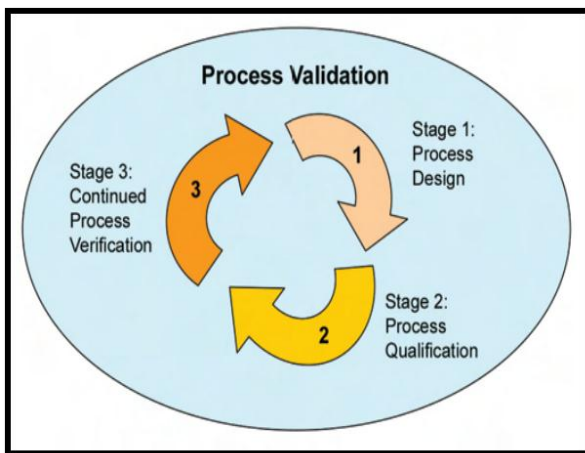 Process Validation
1
Stage 1:
Process
Design
Stage 3:
Continued
Process
Verification
3
2
Stage 2:
Process
Qualification